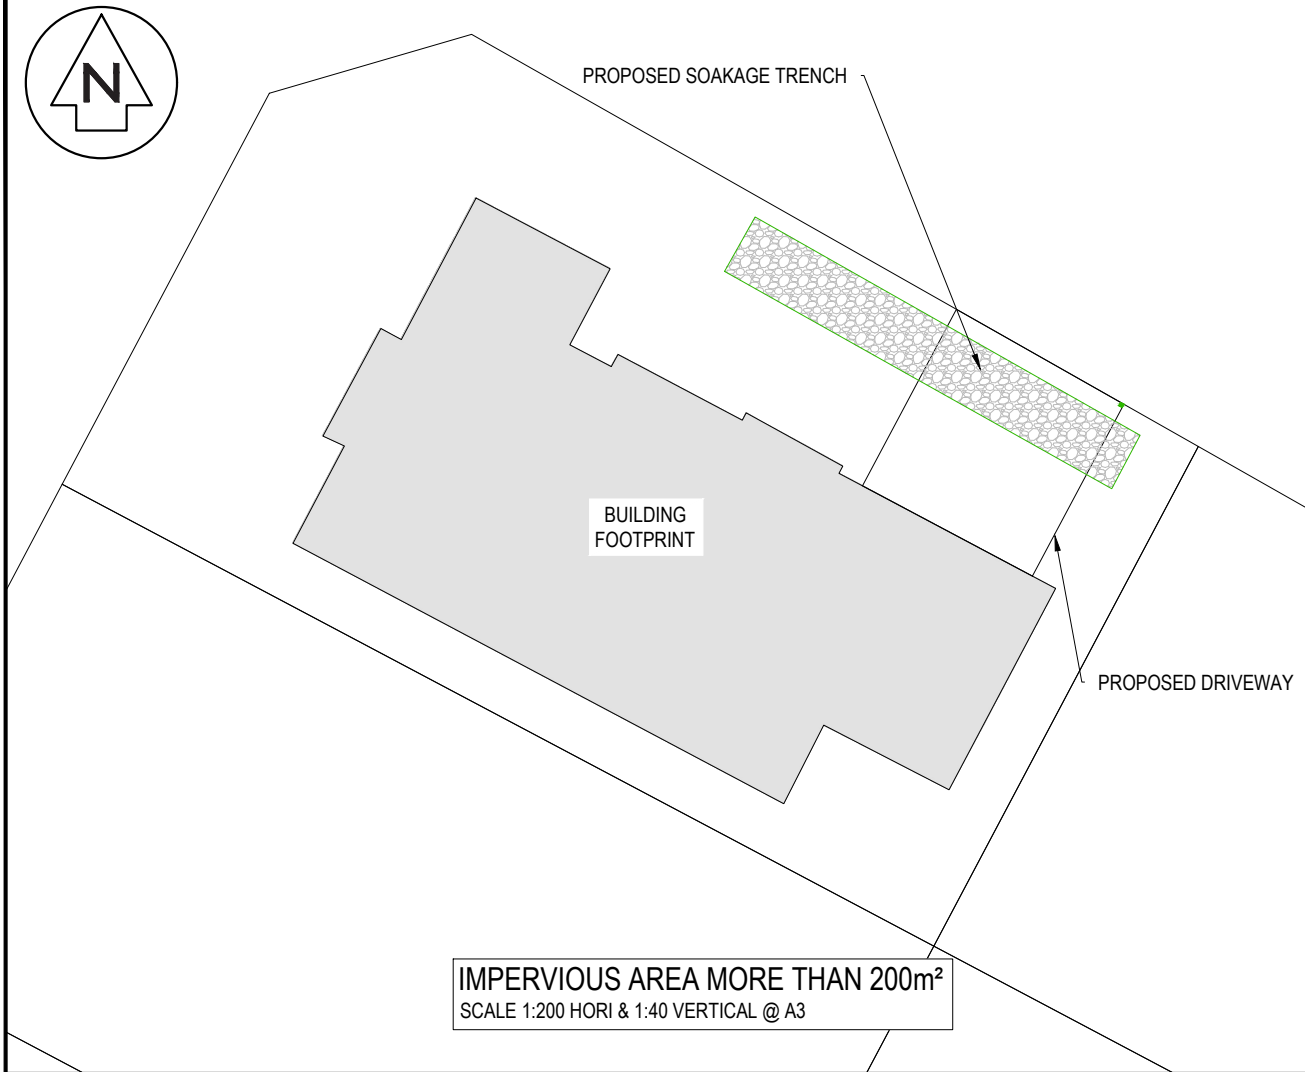 N
PROPOSED SOAKAGE TRENCH
BUILDING
FOOTPRINT
PROPOSED DRIVEWAY
IMPERVIOUS AREA MORE THAN 200m²
SCALE 1:200 HORI & 1:40 VERTICAL @ A3